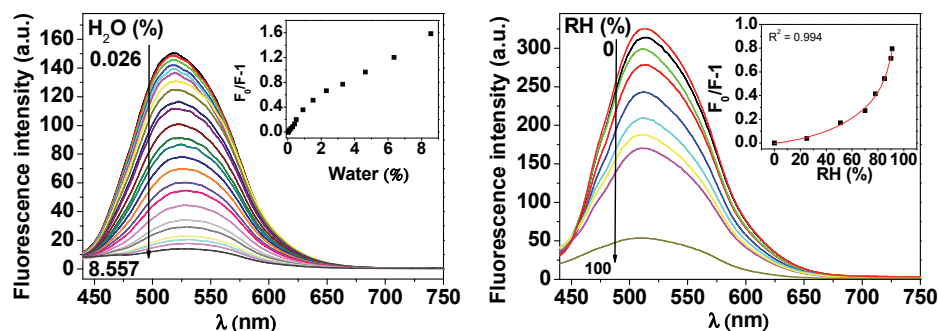 H₂O (%)
0.026
8.557
Fluorescence intensity (a.u.)
160
140
120
100
80
60
40
20
0
450 500 550 600 650 700 750
λ (nm)
F₀/F-1
1.6
1.2
0.8
0.4
0.0
0 2 4 6 8
Water (%)
RH (%)
0
100
Fluorescence intensity (a.u.)
300
250
200
150
100
50
0
450 500 550 600 650 700 750
λ (nm)
R² = 0.994
F₀/F-1
1.0
0.8
0.6
0.4
0.2
0.0
0 20 40 60 80 100
RH (%)